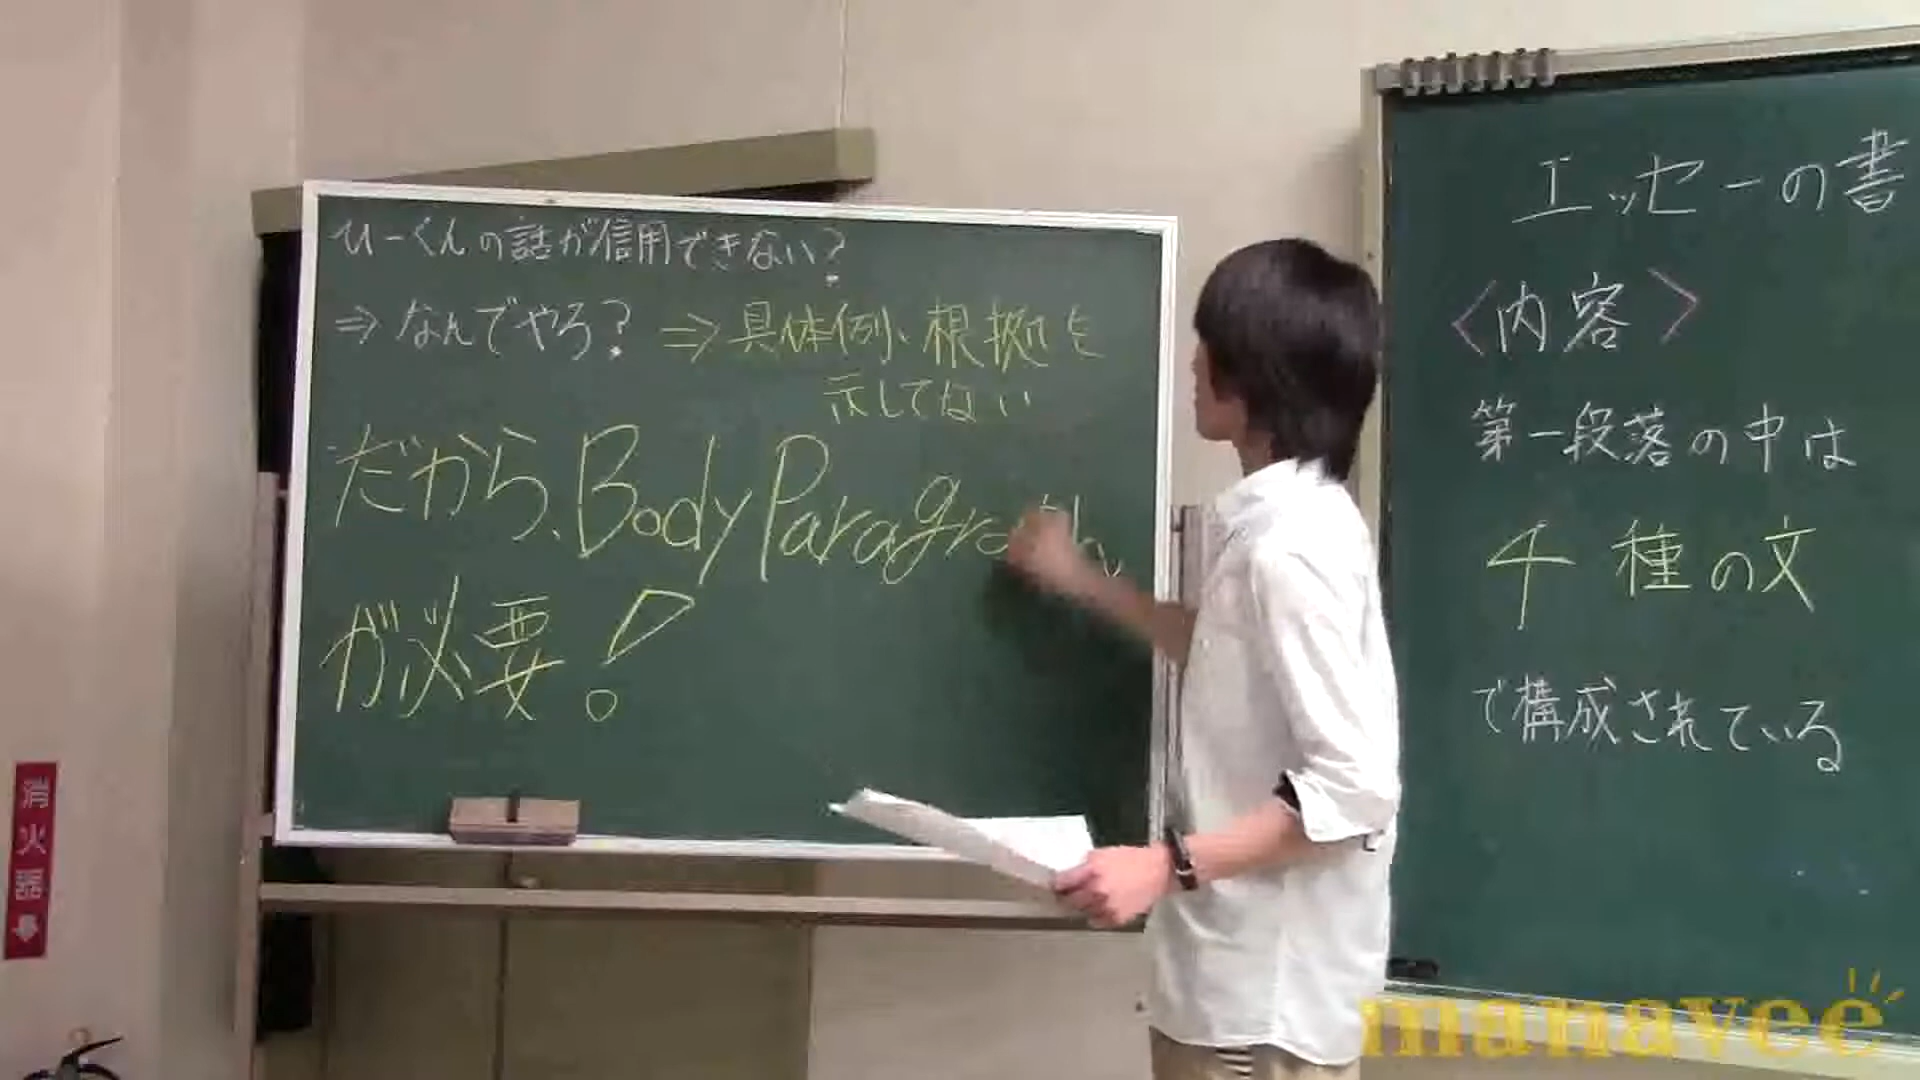 ひーくんの話が信用できない?
⇒ なんでやろ? ⇒ 具体例、根拠を
示してない
だから、Body Paragraph
が必要!
エッセーの書
〈内容〉
第一段落の中は
4種の文
で構成されている
消火器
manavee